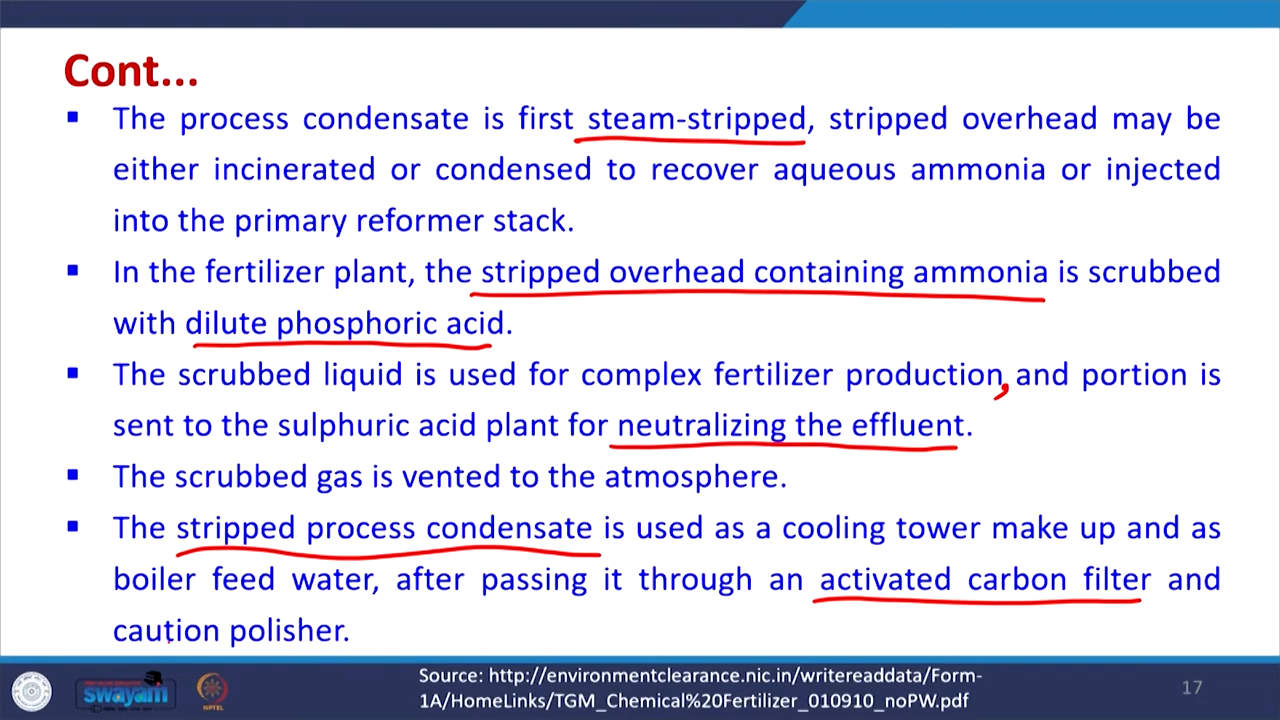 Cont...
▪ The process condensate is first steam-stripped, stripped overhead may be
either incinerated or condensed to recover aqueous ammonia or injected
into the primary reformer stack.
▪ In the fertilizer plant, the stripped overhead containing ammonia is scrubbed
with dilute phosphoric acid.
▪ The scrubbed liquid is used for complex fertilizer production, and portion is
sent to the sulphuric acid plant for neutralizing the effluent.
▪ The scrubbed gas is vented to the atmosphere.
▪ The stripped process condensate is used as a cooling tower make up and as
boiler feed water, after passing it through an activated carbon filter and
caution polisher.
swayam
NPTEL
Source: http://environmentclearance.nic.in/writereaddata/Form-
1A/HomeLinks/TGM_Chemical%20Fertilizer_010910_noPW.pdf
17